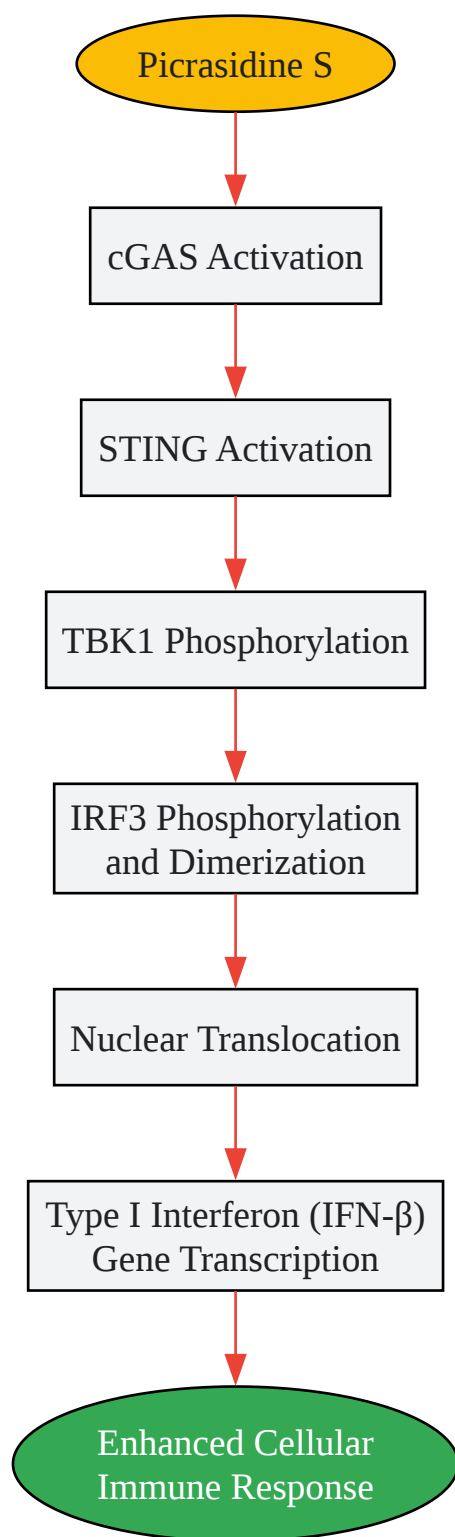 Picrasidine S
cGAS Activation
STING Activation
TBK1 Phosphorylation
IRF3 Phosphorylation
and Dimerization
Nuclear Translocation
Type I Interferon (IFN-β)
Gene Transcription
Enhanced Cellular
Immune Response